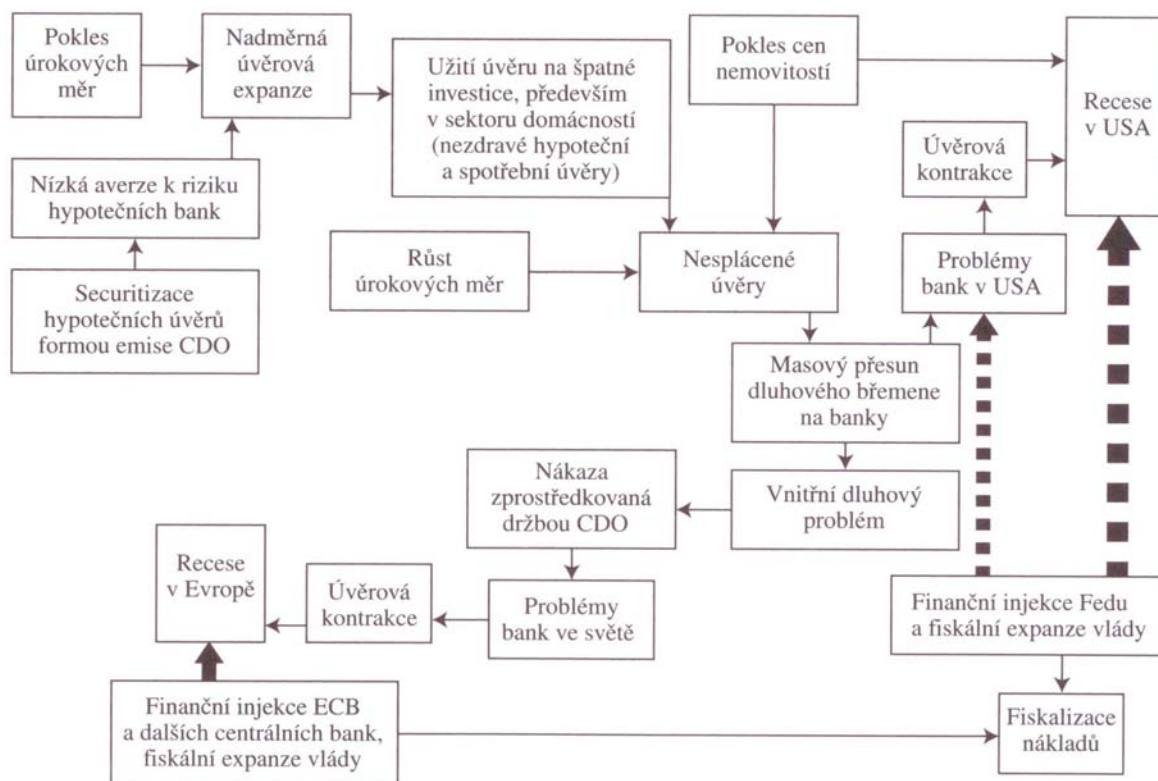 Pokles
úrokových
měr
Nadměrná
úvěrová
expanze
Užití úvěru na špatné
investice, především
v sektoru domácností
(nezdravé hypoteční
a spotřební úvěry)
Pokles cen
nemovitostí
Recese
v USA
Úvěrová
kontrakce
Nízká averze k riziku
hypotečních bank
Růst
úrokových měr
Nesplácené
úvěry
Problémy
bank v USA
Securitizace
hypotečních úvěrů
formou emise CDO
Masový přesun
dluhového břemene
na banky
Nákaza
zprostředkovaná
držbou CDO
Vnitřní dluhový
problém
Recese
v Evropě
Úvěrová
kontrakce
Problémy
bank ve světě
Finanční injekce Fedu
a fiskální expanze vlády
Finanční injekce ECB
a dalších centrálních bank,
fiskální expanze vlády
Fiskalizace
nákladů